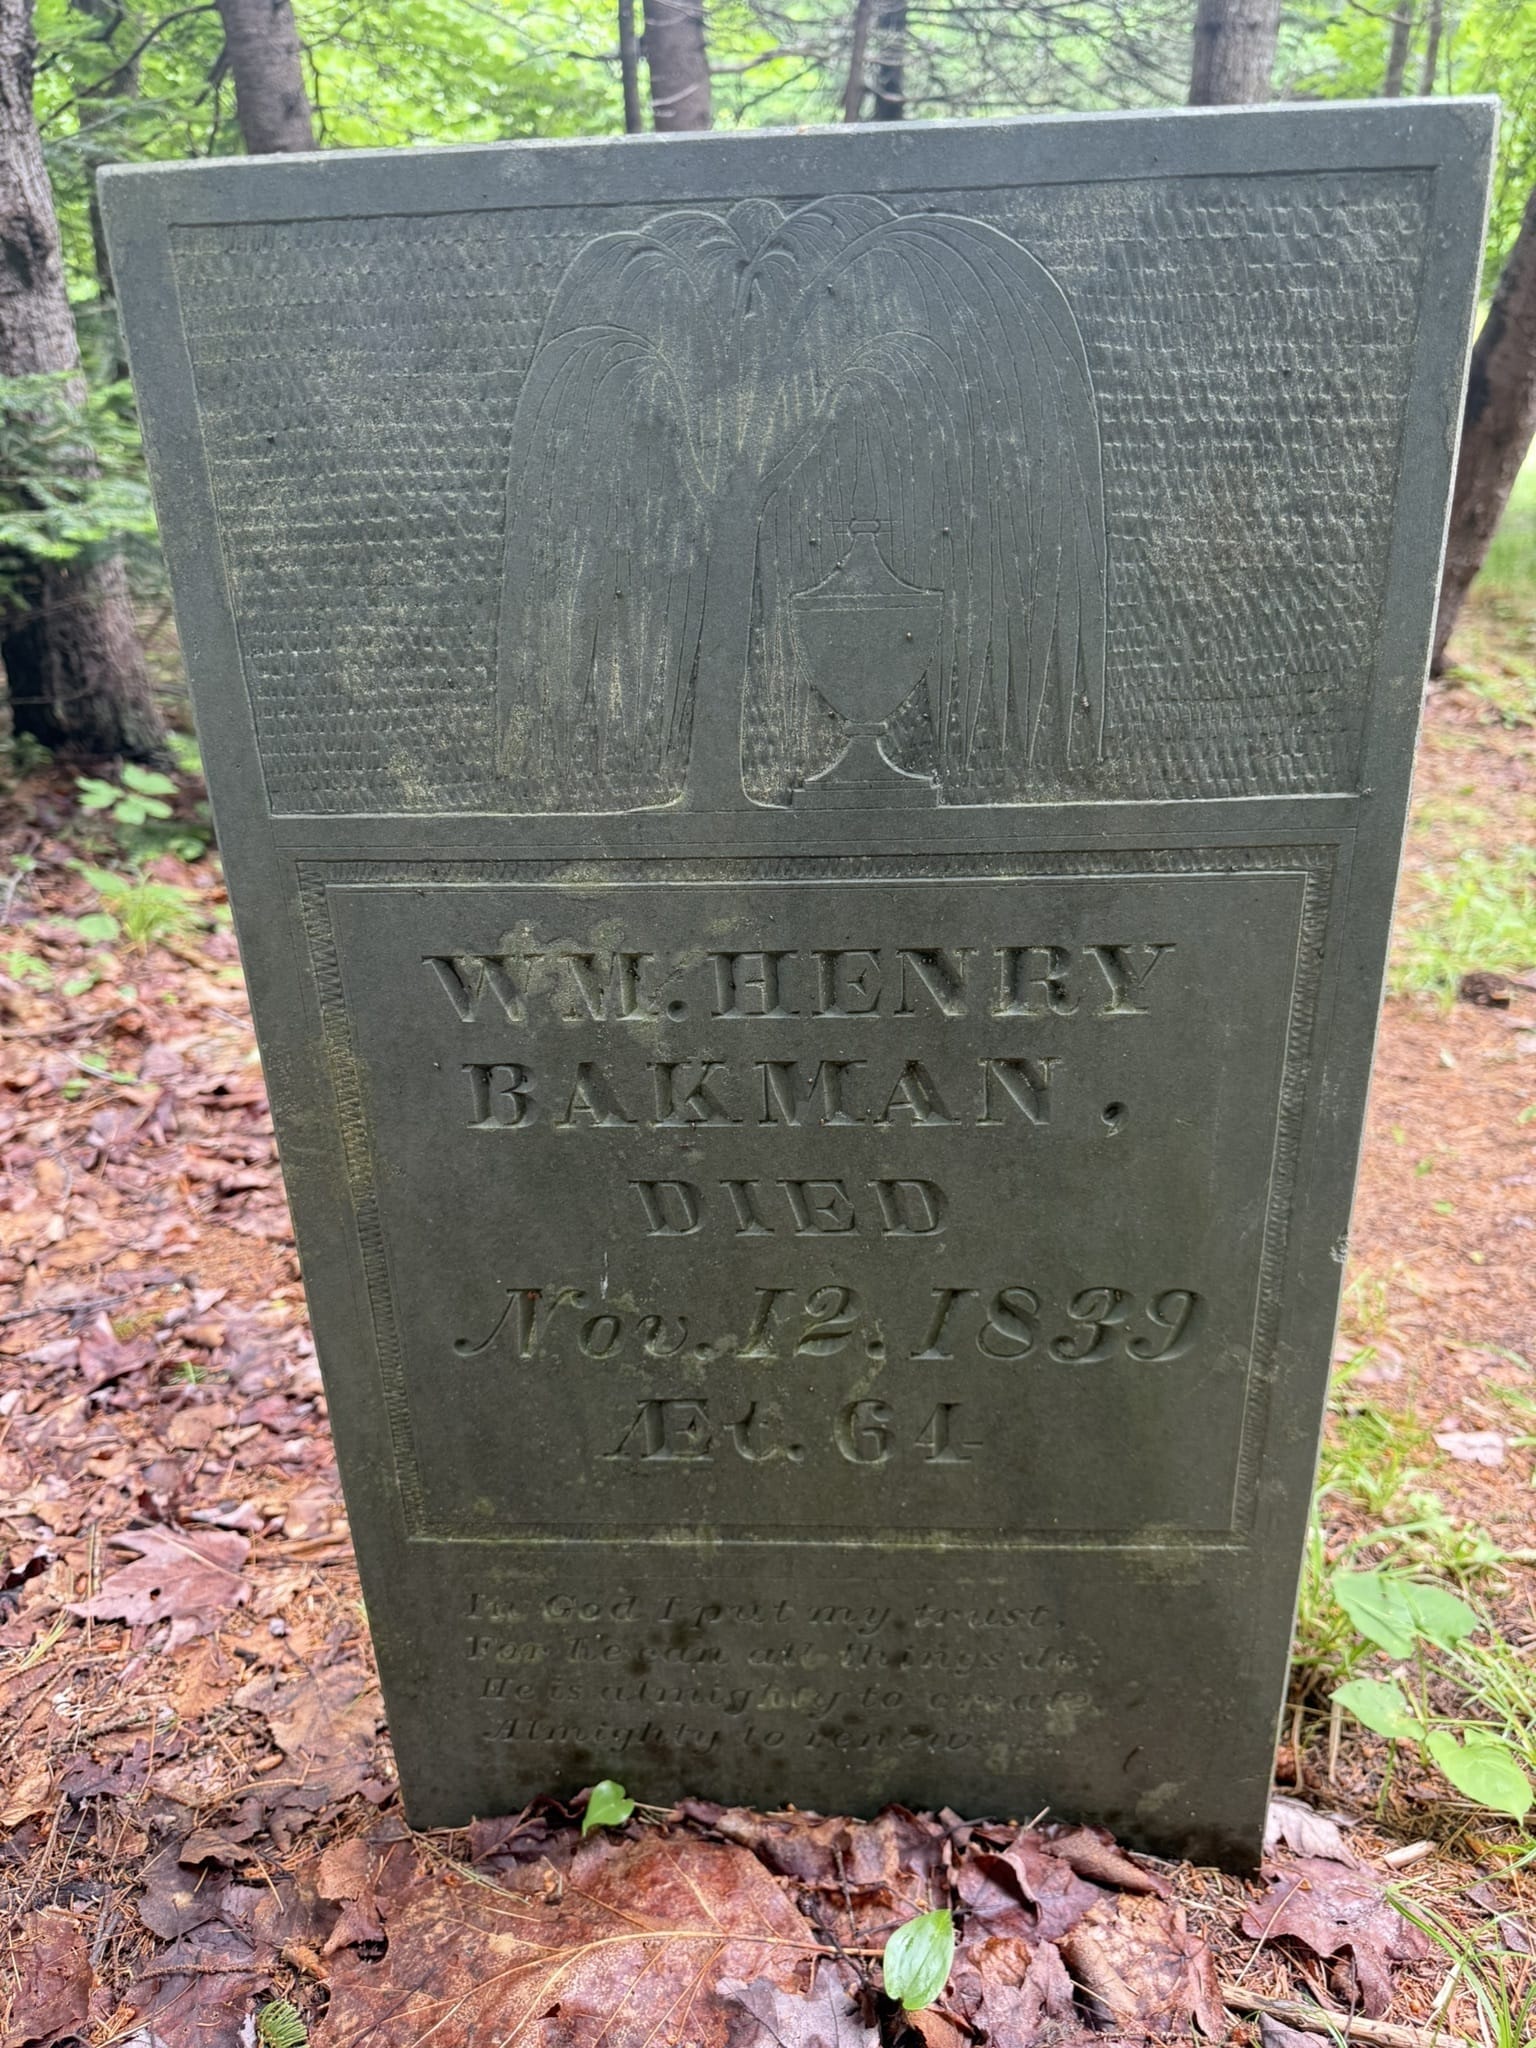 WM. HENRY
BAKMAN,
DIED
Nov. 12. 1839
Æt. 64
In God I put my trust,
For he can all things do;
He is almighty to create
Almighty to renew